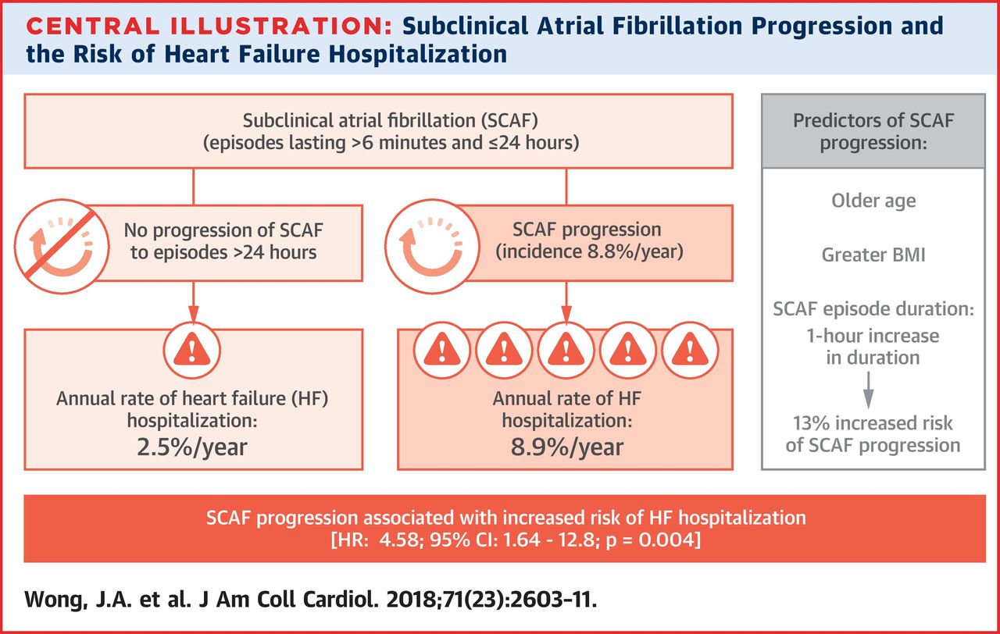 CENTRAL ILLUSTRATION: Subclinical Atrial Fibrillation Progression and
the Risk of Heart Failure Hospitalization
Subclinical atrial fibrillation (SCAF)
(episodes lasting >6 minutes and ≤24 hours)
No progression of SCAF
to episodes >24 hours
SCAF progression
(incidence 8.8%/year)
Annual rate of heart failure (HF)
hospitalization:
2.5%/year
Annual rate of HF
hospitalization:
8.9%/year
Predictors of SCAF
progression:
Older age
Greater BMI
SCAF episode duration:
1-hour increase
in duration
13% increased risk
of SCAF progression
SCAF progression associated with increased risk of HF hospitalization
[HR: 4.58; 95% CI: 1.64 - 12.8; p = 0.004]
Wong, J.A. et al. J Am Coll Cardiol. 2018;71(23):2603–11.